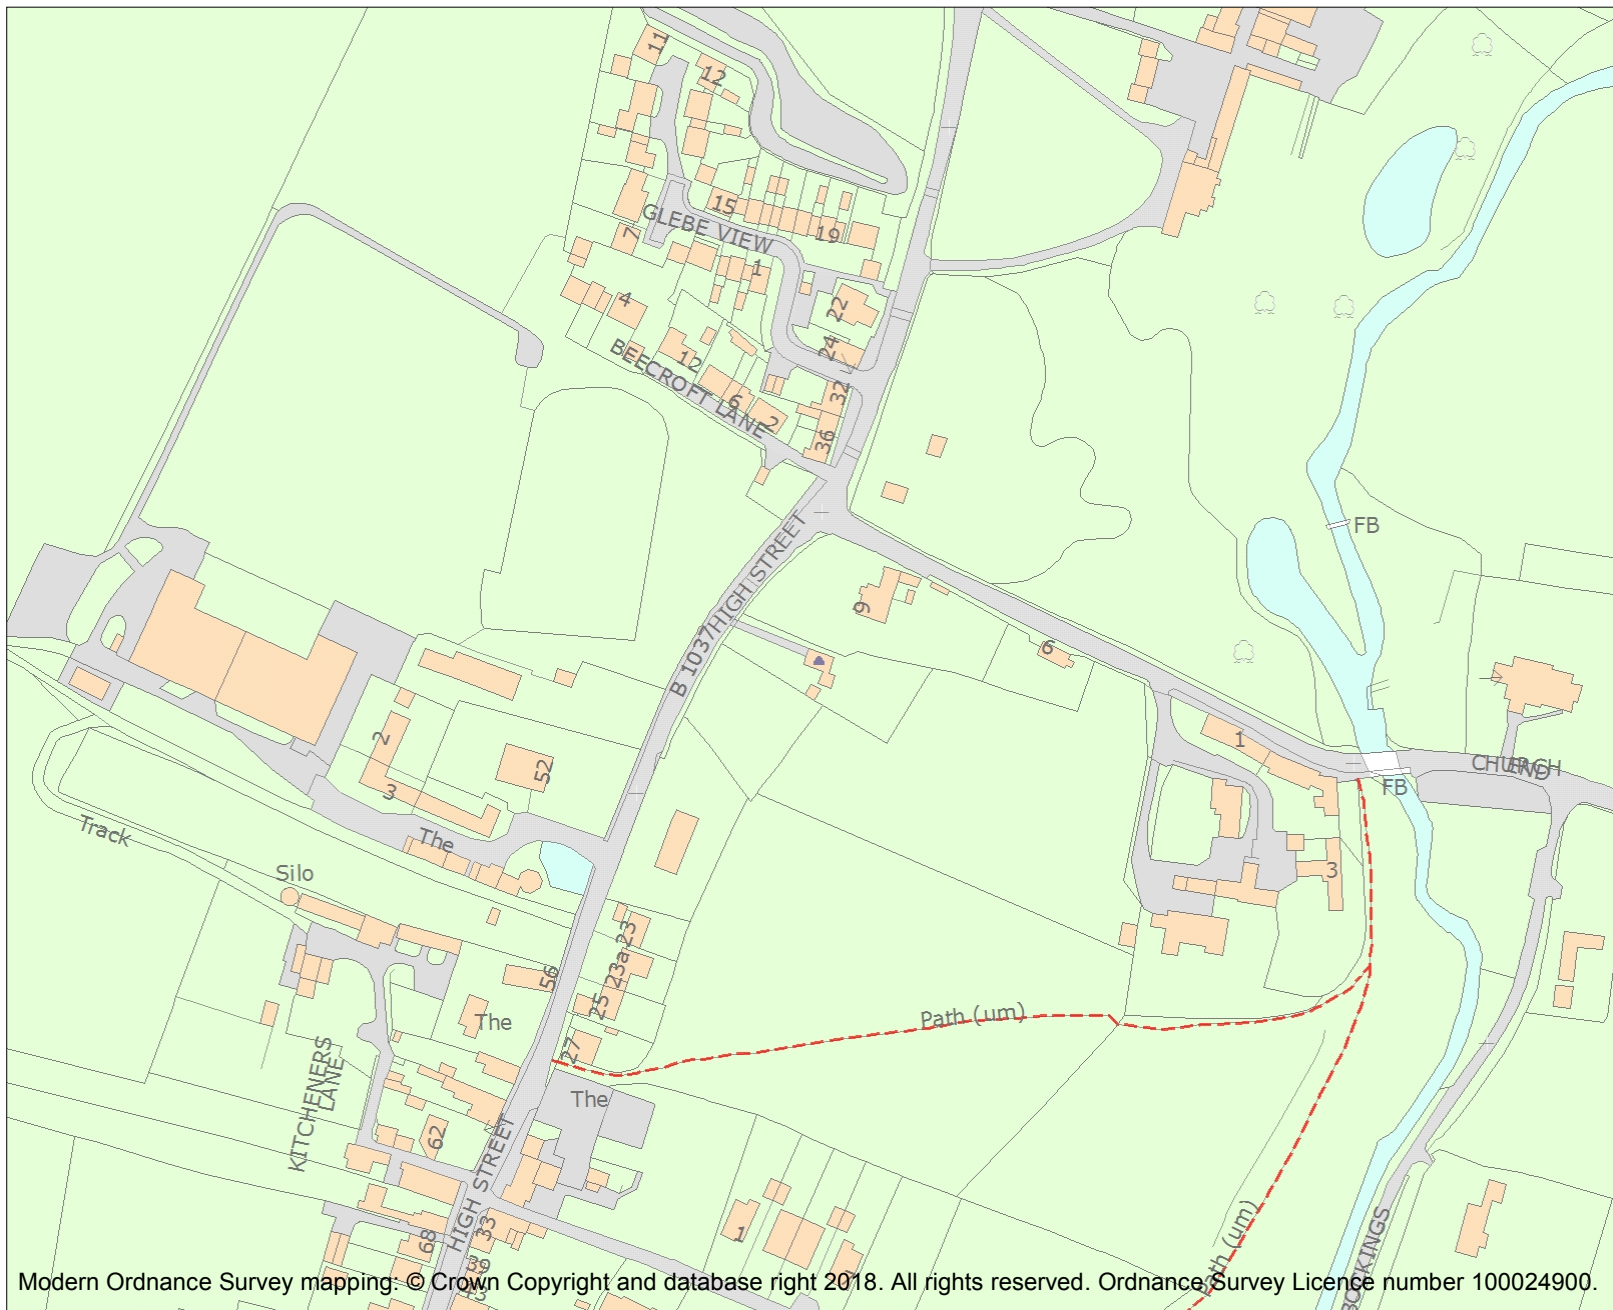 11
12
15
GLEBE VIEW
19
7
1
4
22
24
BEECROFT LANE
12
32
6
2
36
FB
B 1037
HIGH STREET
9
6
2
52
3
1
CHURCH
END
FB
Track
The
Silo
3
23
23a
56
25
The
Path (um)
27
KITCHENERS
LANE
The
62
HIGH STREET
33
68
1
Path (um)
BOCKINGS
Modern Ordnance Survey mapping: © Crown Copyright and database right 2018. All rights reserved. Ordnance Survey Licence number 100024900.